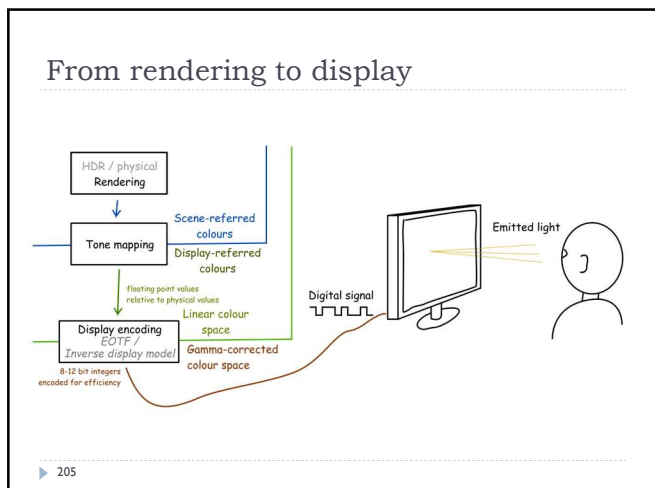 From rendering to display
HDR / physical
Rendering
Tone mapping
Scene-referred
colours
Display-referred
colours
floating point values
relative to physical values
Linear colour
space
Display encoding
EOTF /
Inverse display model
Gamma-corrected
colour space
8-12 bit integers
encoded for efficiency
Digital signal
Emitted light
205